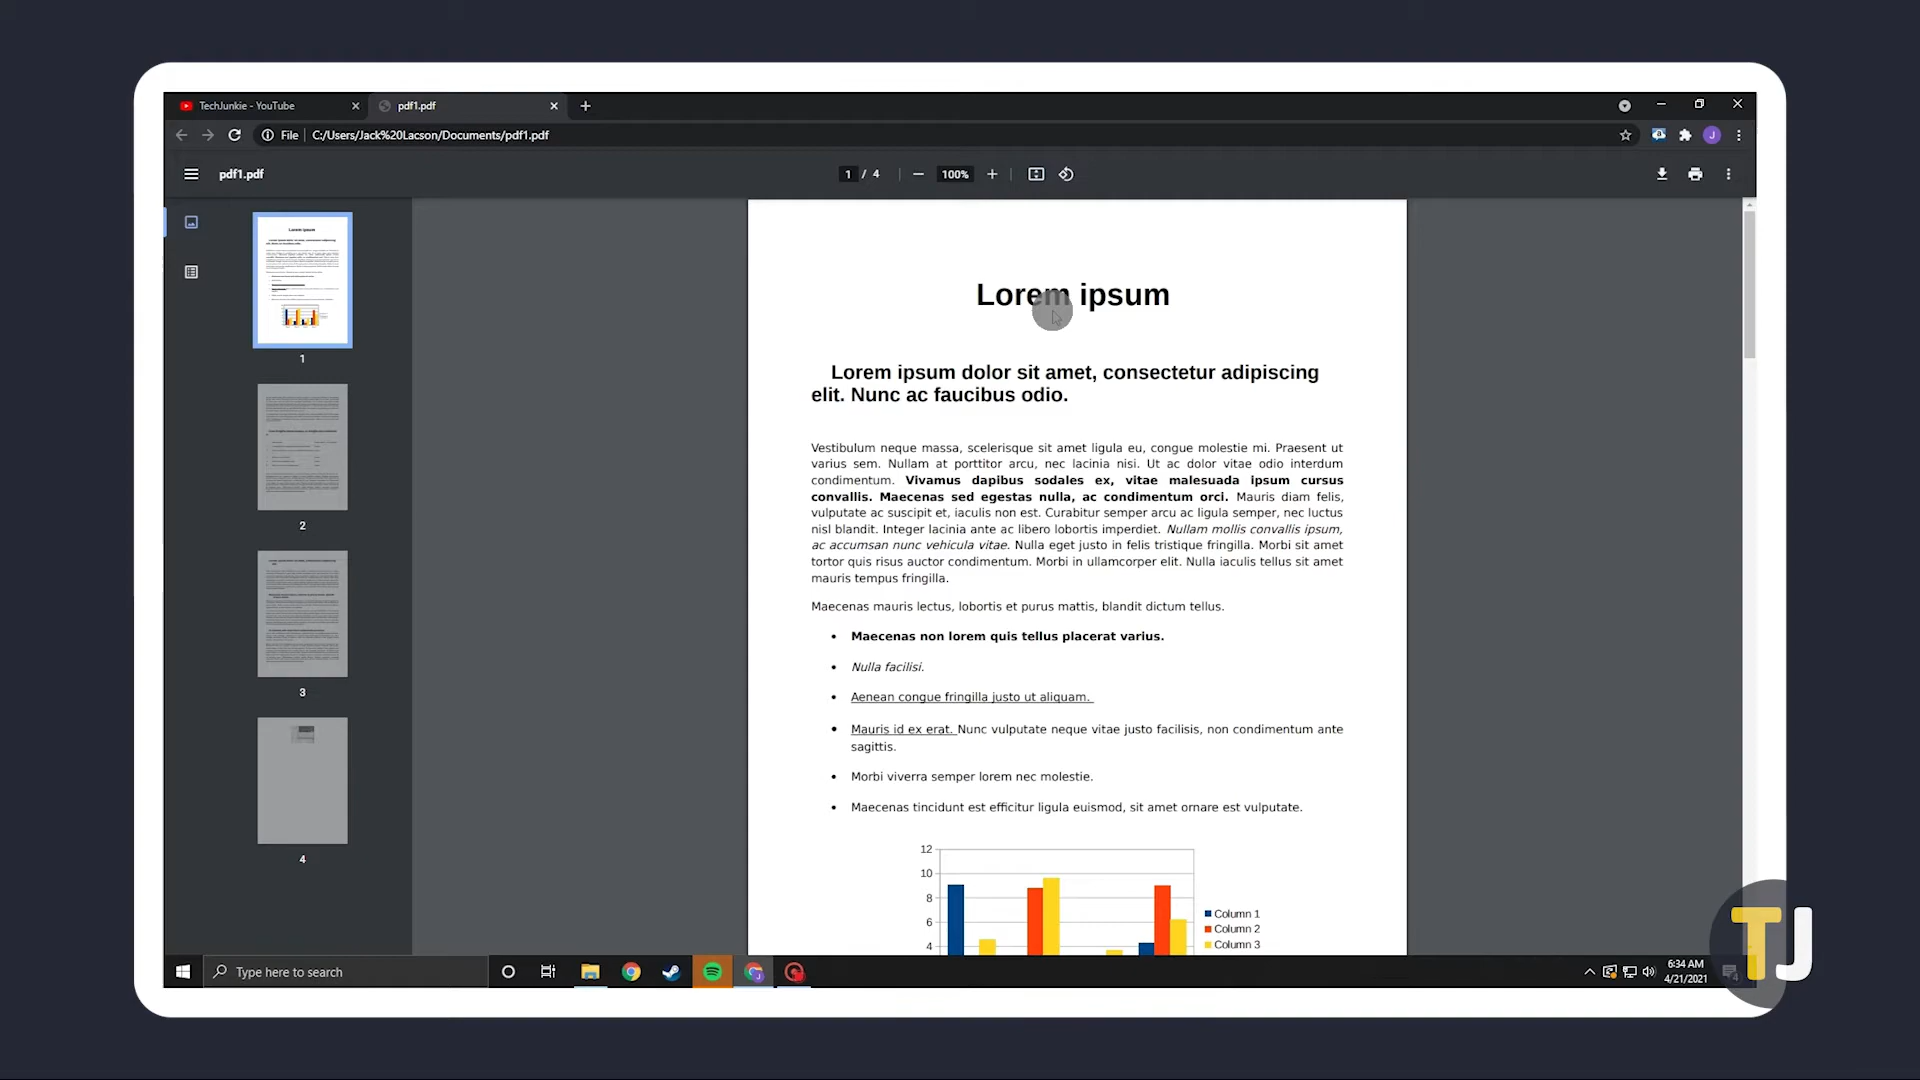 TechJunkie - YouTube
pdf1.pdf
File
C:/Users/Jack%20Lacson/Documents/pdf1.pdf
J
pdf1.pdf
1 / 4
100%
1
2
3
4
Lorem ipsum
Lorem ipsum dolor sit amet, consectetur adipiscing
elit. Nunc ac faucibus odio.
Vestibulum neque massa, scelerisque sit amet ligula eu, congue molestie mi. Praesent ut
varius sem. Nullam at porttitor arcu, nec lacinia nisi. Ut ac dolor vitae odio interdum
condimentum. Vivamus dapibus sodales ex, vitae malesuada ipsum cursus
convallis. Maecenas sed egestas nulla, ac condimentum orci. Mauris diam felis,
vulputate ac suscipit et, iaculis non est. Curabitur semper arcu ac ligula semper, nec luctus
nisl blandit. Integer lacinia ante ac libero lobortis imperdiet. Nullam mollis convallis ipsum,
ac accumsan nunc vehicula vitae. Nulla eget justo in felis tristique fringilla. Morbi sit amet
tortor quis risus auctor condimentum. Morbi in ullamcorper elit. Nulla iaculis tellus sit amet
mauris tempus fringilla.
Maecenas mauris lectus, lobortis et purus mattis, blandit dictum tellus.
• Maecenas non lorem quis tellus placerat varius.
• Nulla facilisi.
• Aenean congue fringilla justo ut aliquam.
• Mauris id ex erat. Nunc vulputate neque vitae justo facilisis, non condimentum ante
sagittis.
• Morbi viverra semper lorem nec molestie.
• Maecenas tincidunt est efficitur ligula euismod, sit amet ornare est vulputate.
12
10
8
6
4
Column 1
Column 2
Column 3
Type here to search
6:34 AM
4/21/2021
TJ